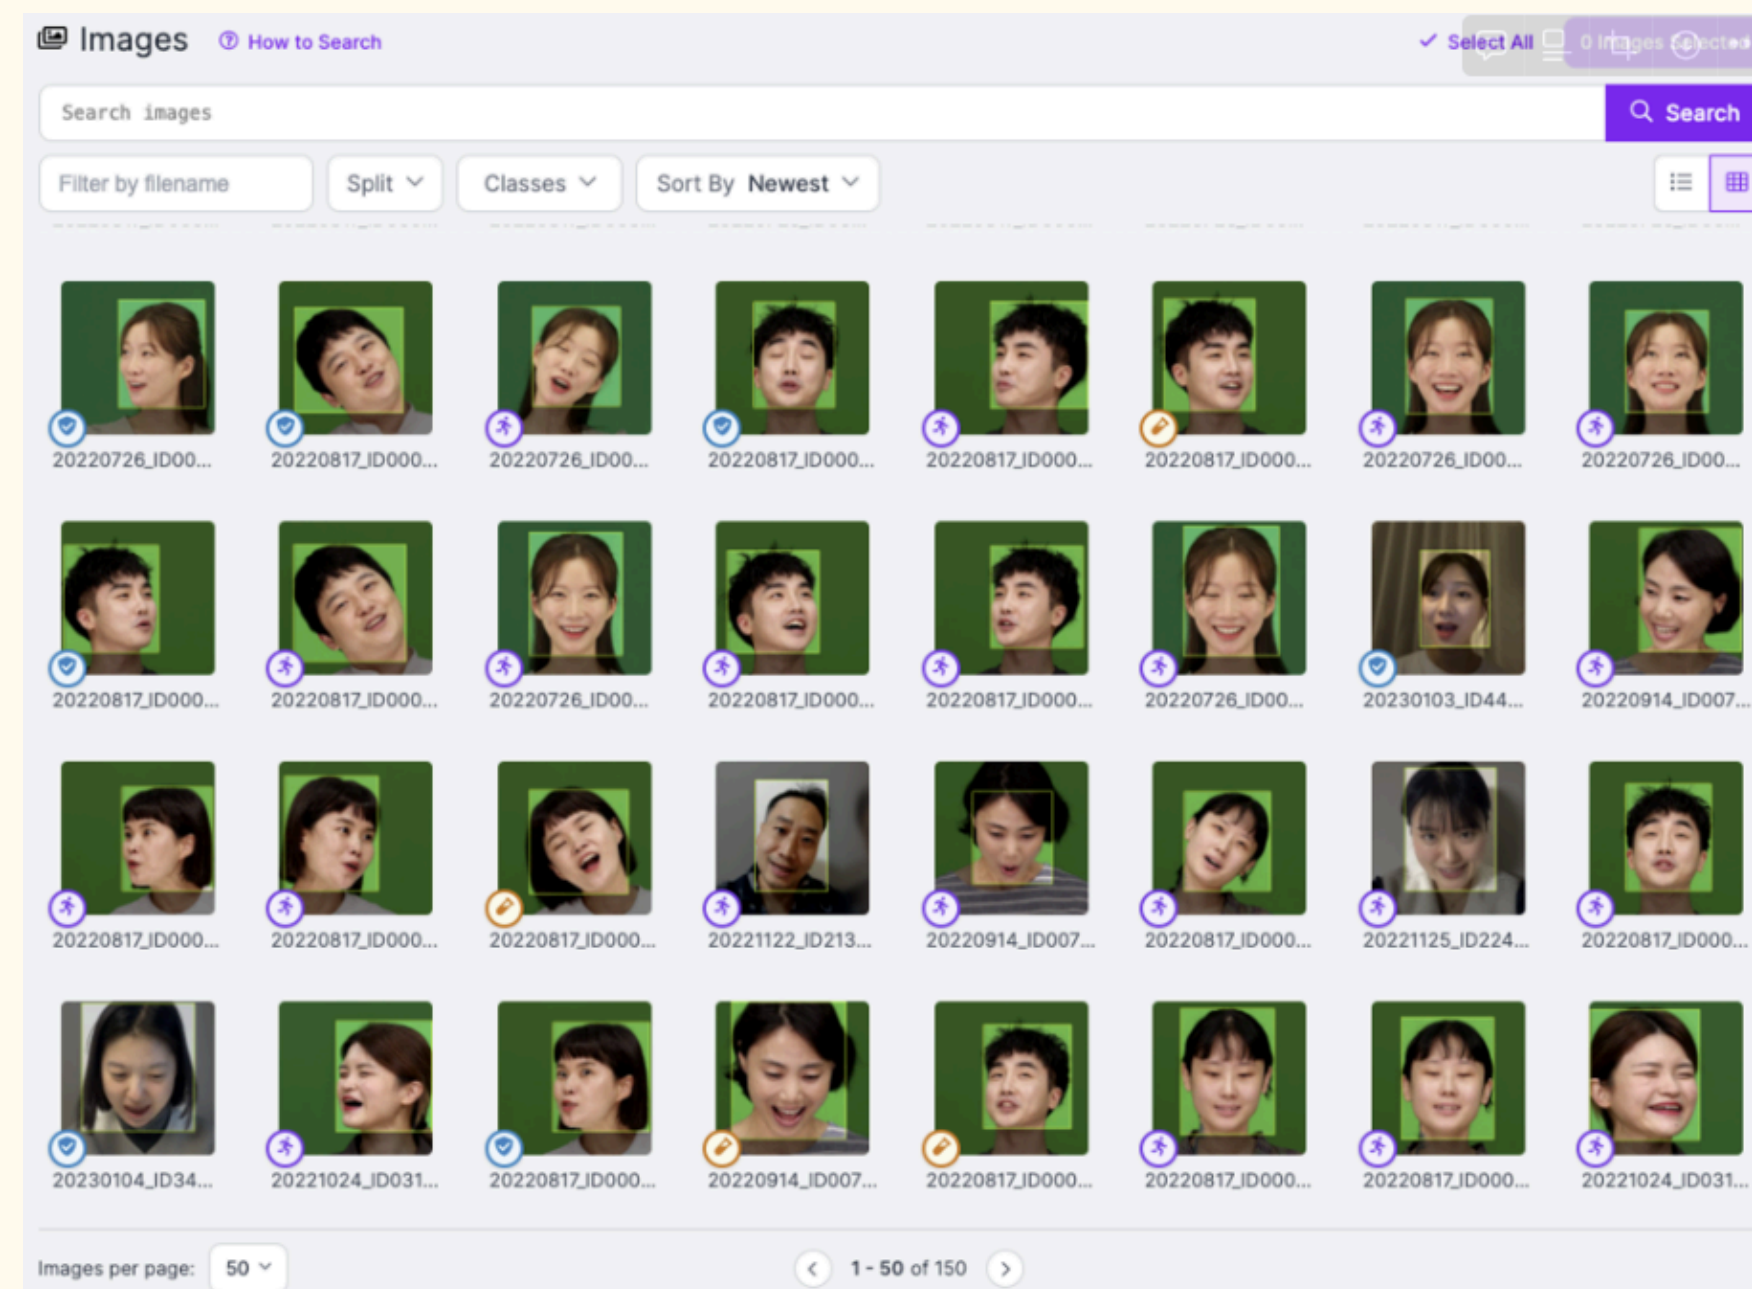 Images How to Search Select All 0 Images Selected
Search images Search
Filter by filename Split Classes Sort By Newest
20220726_ID00... 20220817_ID000... 20220726_ID00... 20220817_ID000... 20220817_ID000... 20220817_ID000... 20220726_ID00... 20220726_ID00...
20220817_ID000... 20220817_ID000... 20220726_ID00... 20220817_ID000... 20220817_ID000... 20220726_ID00... 20230103_ID44... 20220914_ID007...
20220817_ID000... 20220817_ID000... 20220817_ID000... 20221122_ID213... 20220914_ID007... 20220817_ID000... 20221125_ID224... 20220817_ID000...
20230104_ID34... 20221024_ID031... 20220817_ID000... 20220914_ID007... 20220817_ID000... 20220817_ID000... 20220817_ID000... 20221024_ID031...
Images per page: 50 1 - 50 of 150